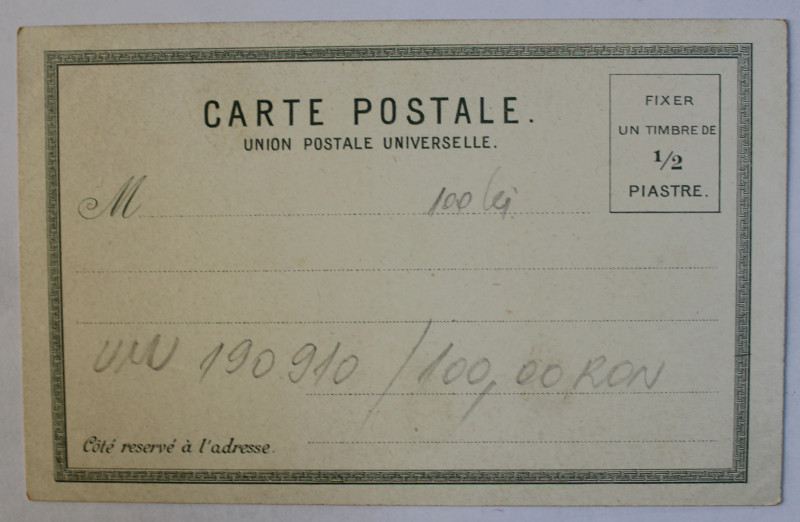 CARTE POSTALE.
UNION POSTALE UNIVERSELLE.
FIXER
UN TIMBRE DE
1/2
PIASTRE.
M
100 lei
190910/100,00 RON
Côté reservé à l'adresse.